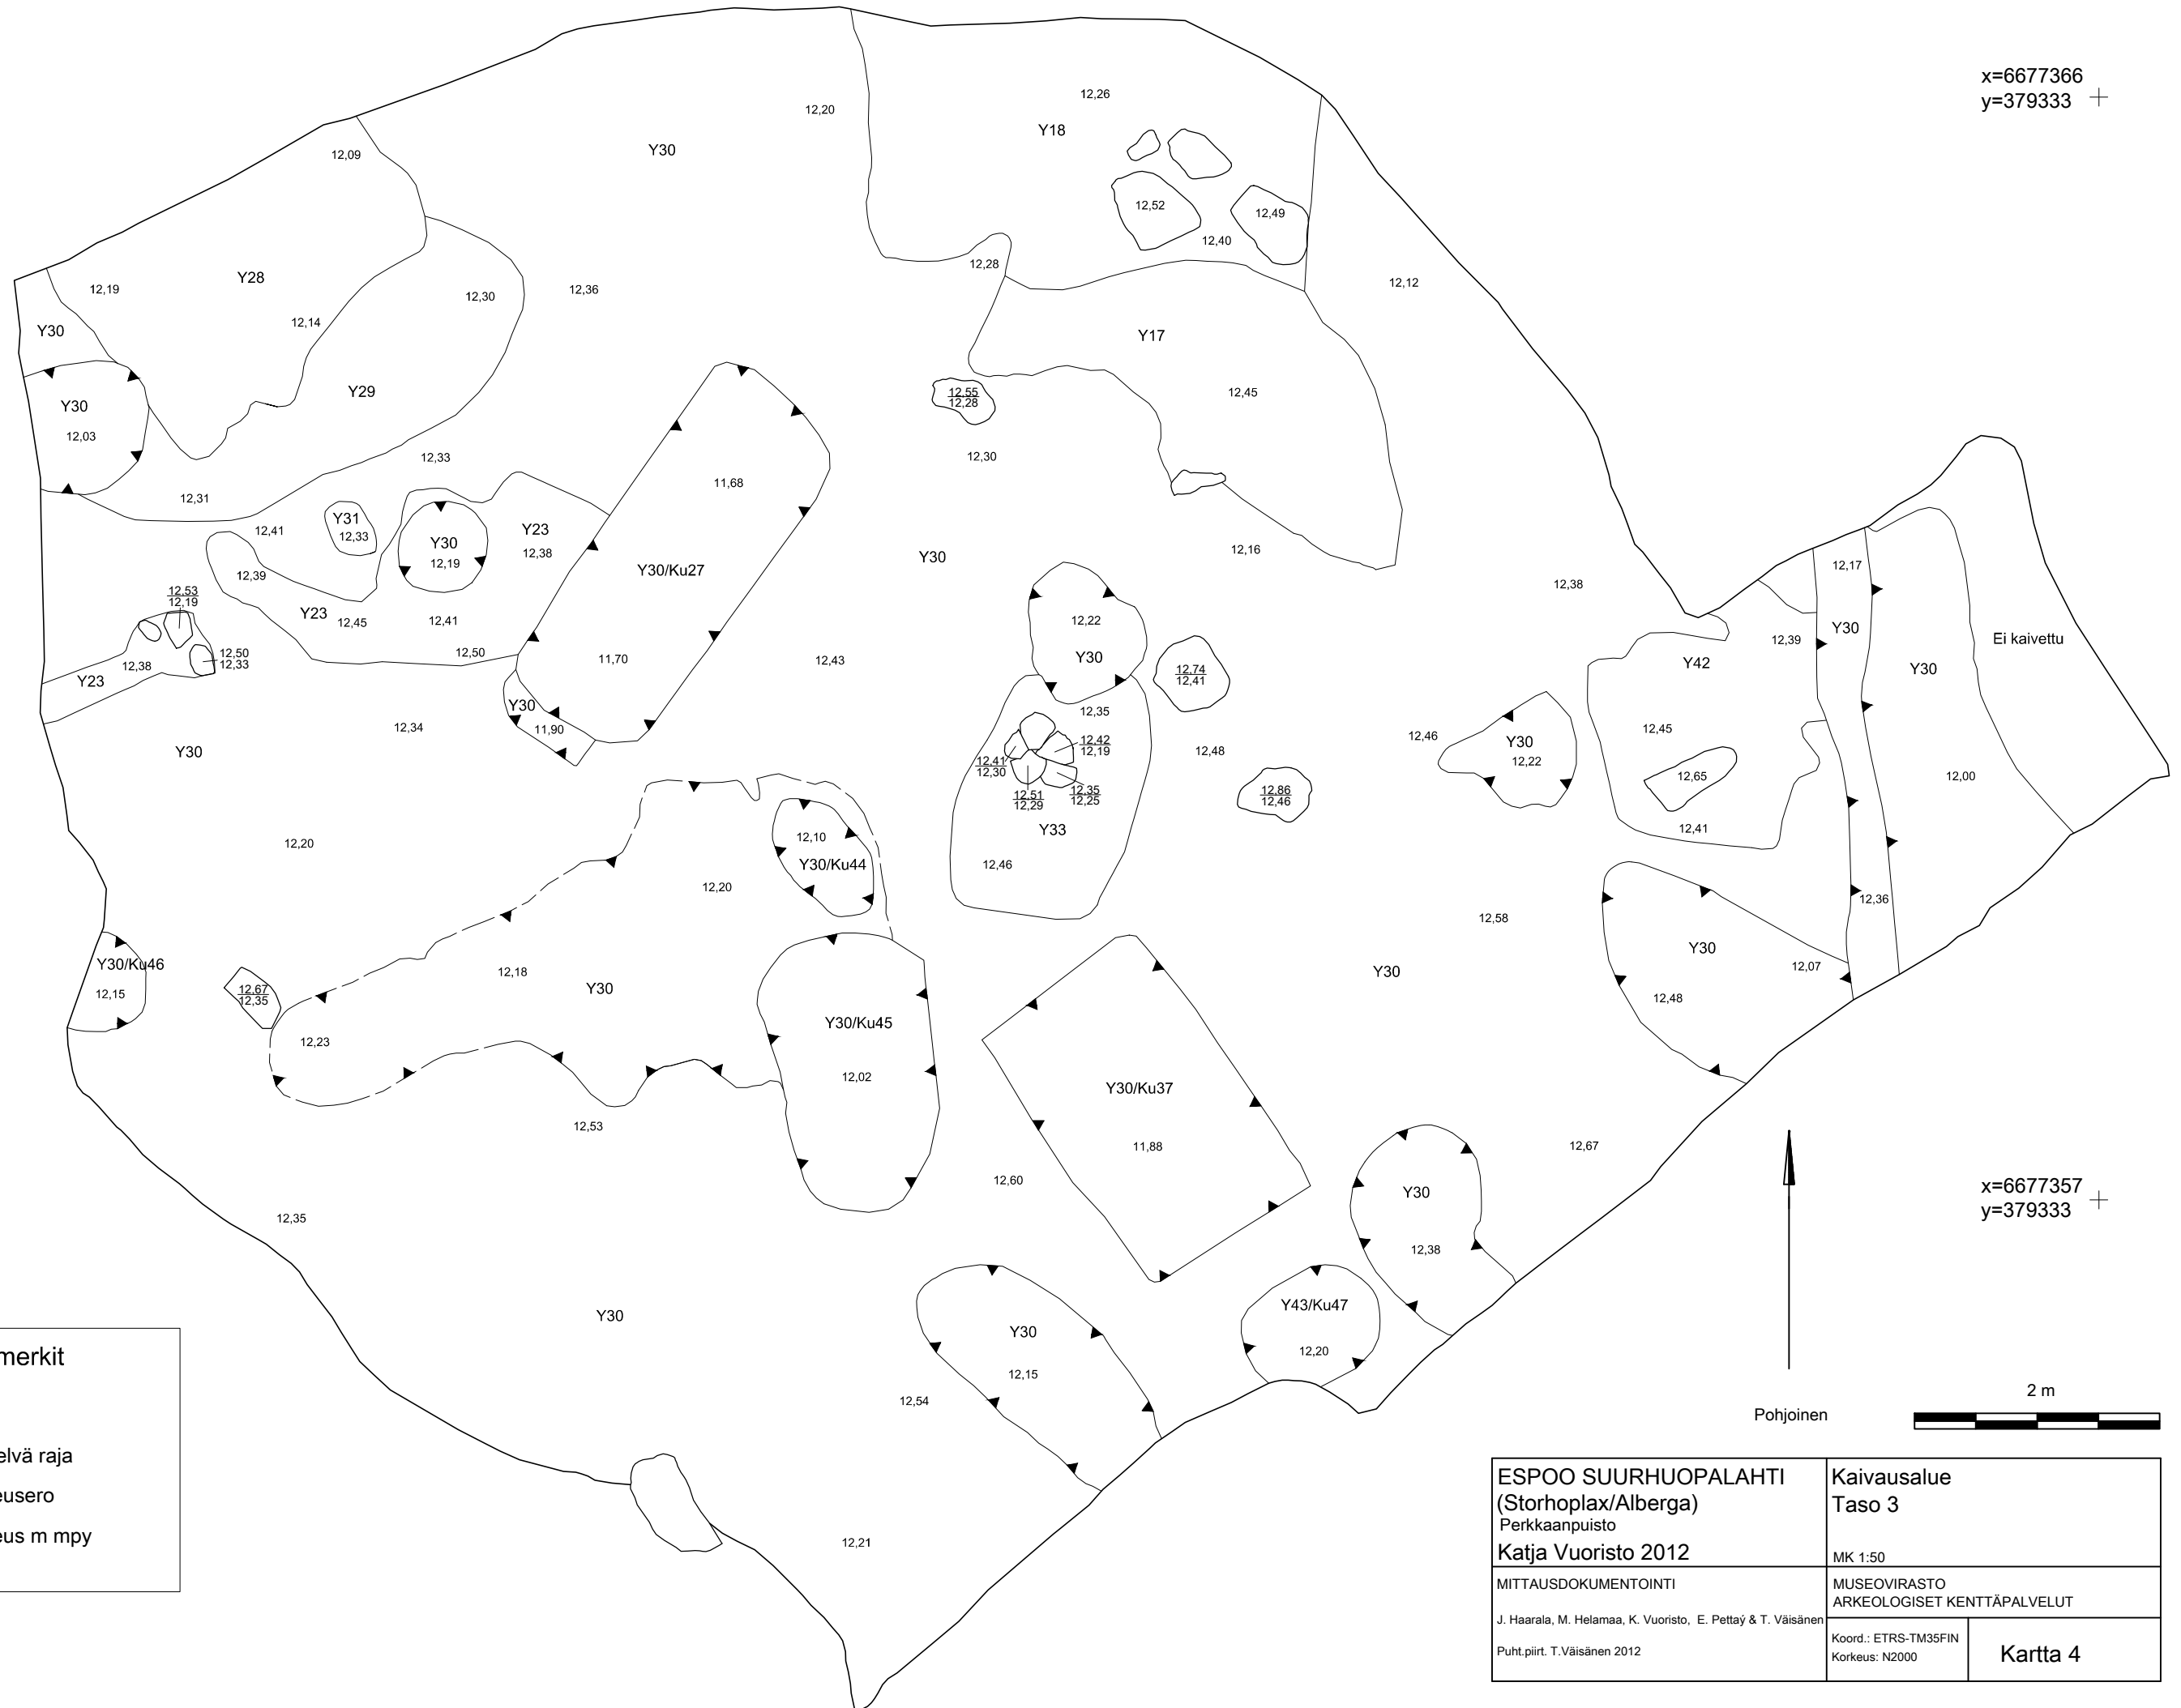 x=6677366
y=379333
12,26
12,20
Y18
Y30
12,09
12,52
12,49
12,40
12,28
Y28
12,19
12,36
12,30
12,12
12,14
Y30
Y17
Y29
12,45
12,55
12,28
Y30
12,03
12,33
12,30
11,68
12,31
Y31
12,33
12,41
Y30
12,19
Y23
12,38
12,16
Y30
Y30/Ku27
12,39
12,38
12,17
12,53
12,19
Y23
12,45
12,41
12,22
Y30
Y30
12,39
Ei kaivettu
12,50
12,33
12,38
12,50
11,70
12,43
Y42
Y30
12,74
12,41
Y23
Y30
11,90
12,34
12,35
12,42
12,19
12,48
12,46
Y30
12,22
12,45
Y30
12,41
12,30
12,51
12,29
12,35
12,25
12,65
12,00
12,86
12,46
Y33
12,41
12,10
12,20
Y30/Ku44
12,46
12,20
12,36
12,58
Y30
Y30/Ku46
12,15
12,07
12,18
Y30
Y30
12,67
12,35
12,48
Y30/Ku45
12,23
12,02
Y30/Ku37
12,53
11,88
12,67
12,60
Y30
x=6677357
y=379333
12,35
12,38
Y43/Ku47
Y30
Y30
12,20
12,15
merkit
12,54
2 m
Pohjoinen
elvä raja
eusero
eus m mpy
12,21
ESPOO SUURHUOPALAHTI
(Storhoplax/Alberga)
Perkkaanpuisto
Katja Vuoristo 2012
Kaivausalue
Taso 3
MK 1:50
MITTAUSDOKUMENTOINTI
J. Haarala, M. Helamaa, K. Vuoristo, E. Pettaý & T. Väisänen
Puht.piirt. T.Väisänen 2012
MUSEOVIRASTO
ARKEOLOGISET KENTTÄPALVELUT
Koord.: ETRS-TM35FIN
Korkeus: N2000
Kartta 4